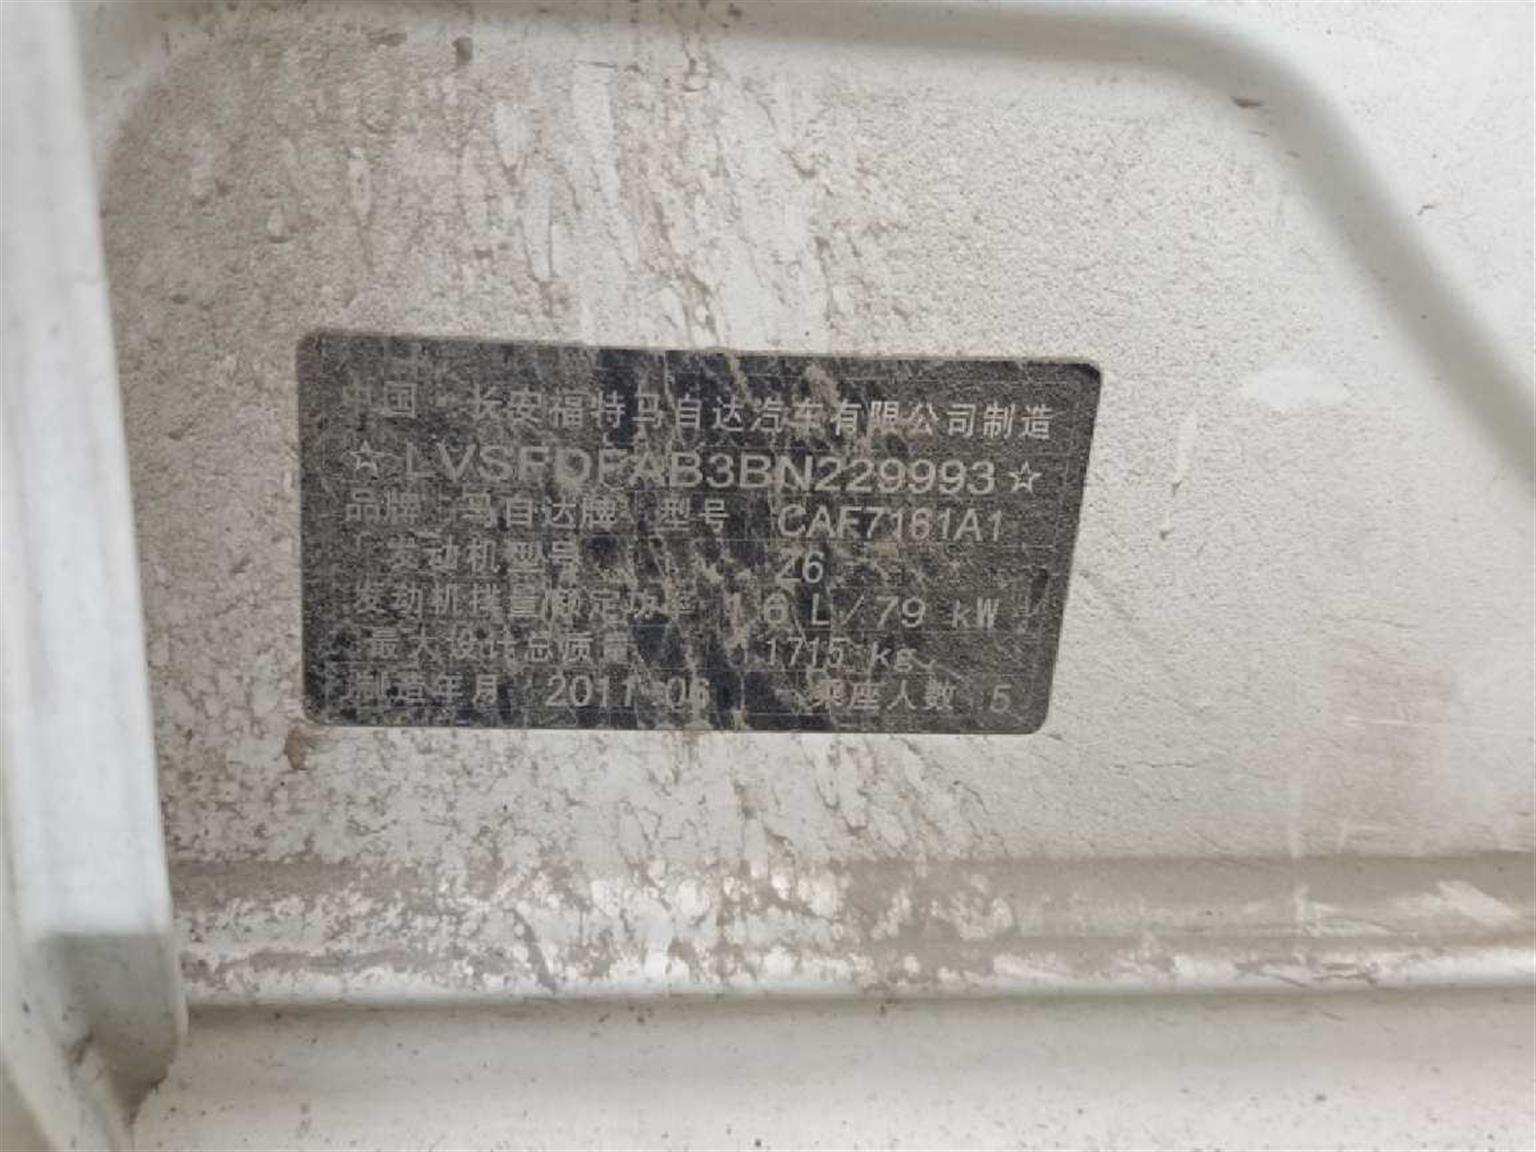 中国 长安福特马自达汽车有限公司制造
☆LVSFDFAB3BN229993☆
品牌 马自达牌 型号 CAF7161A1
发动机型号 Z6
发动机排量/额定功率 1.6 L/79 kW
最大设计总质量 1715 kg
制造年月 2011 06 乘座人数 5